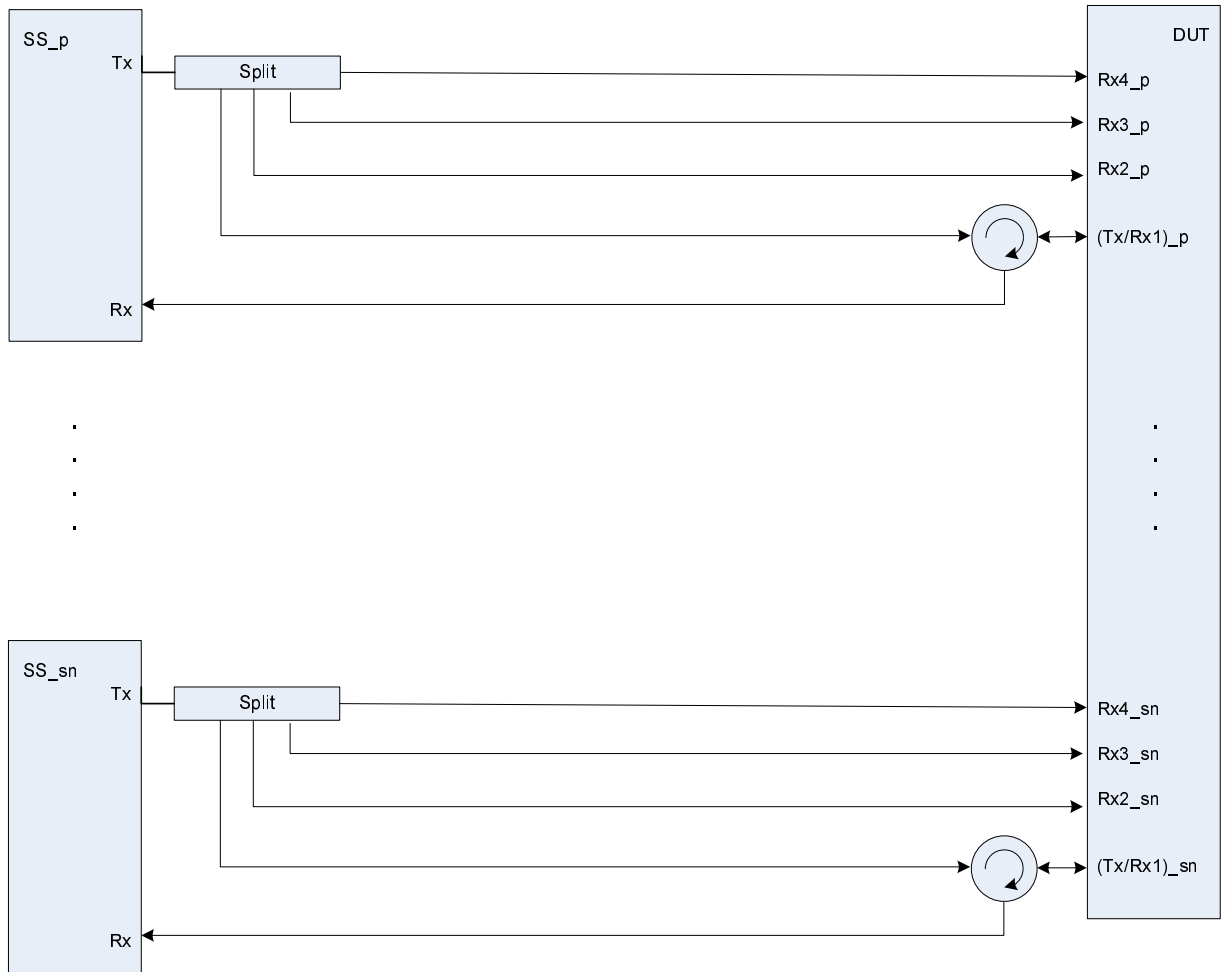 SS_p
DUT
Tx
Split
Rx4_p
Rx3_p
Rx2_p
(Tx/Rx1)_p
Rx
SS_sn
Tx
Split
Rx4_sn
Rx3_sn
Rx2_sn
(Tx/Rx1)_sn
Rx